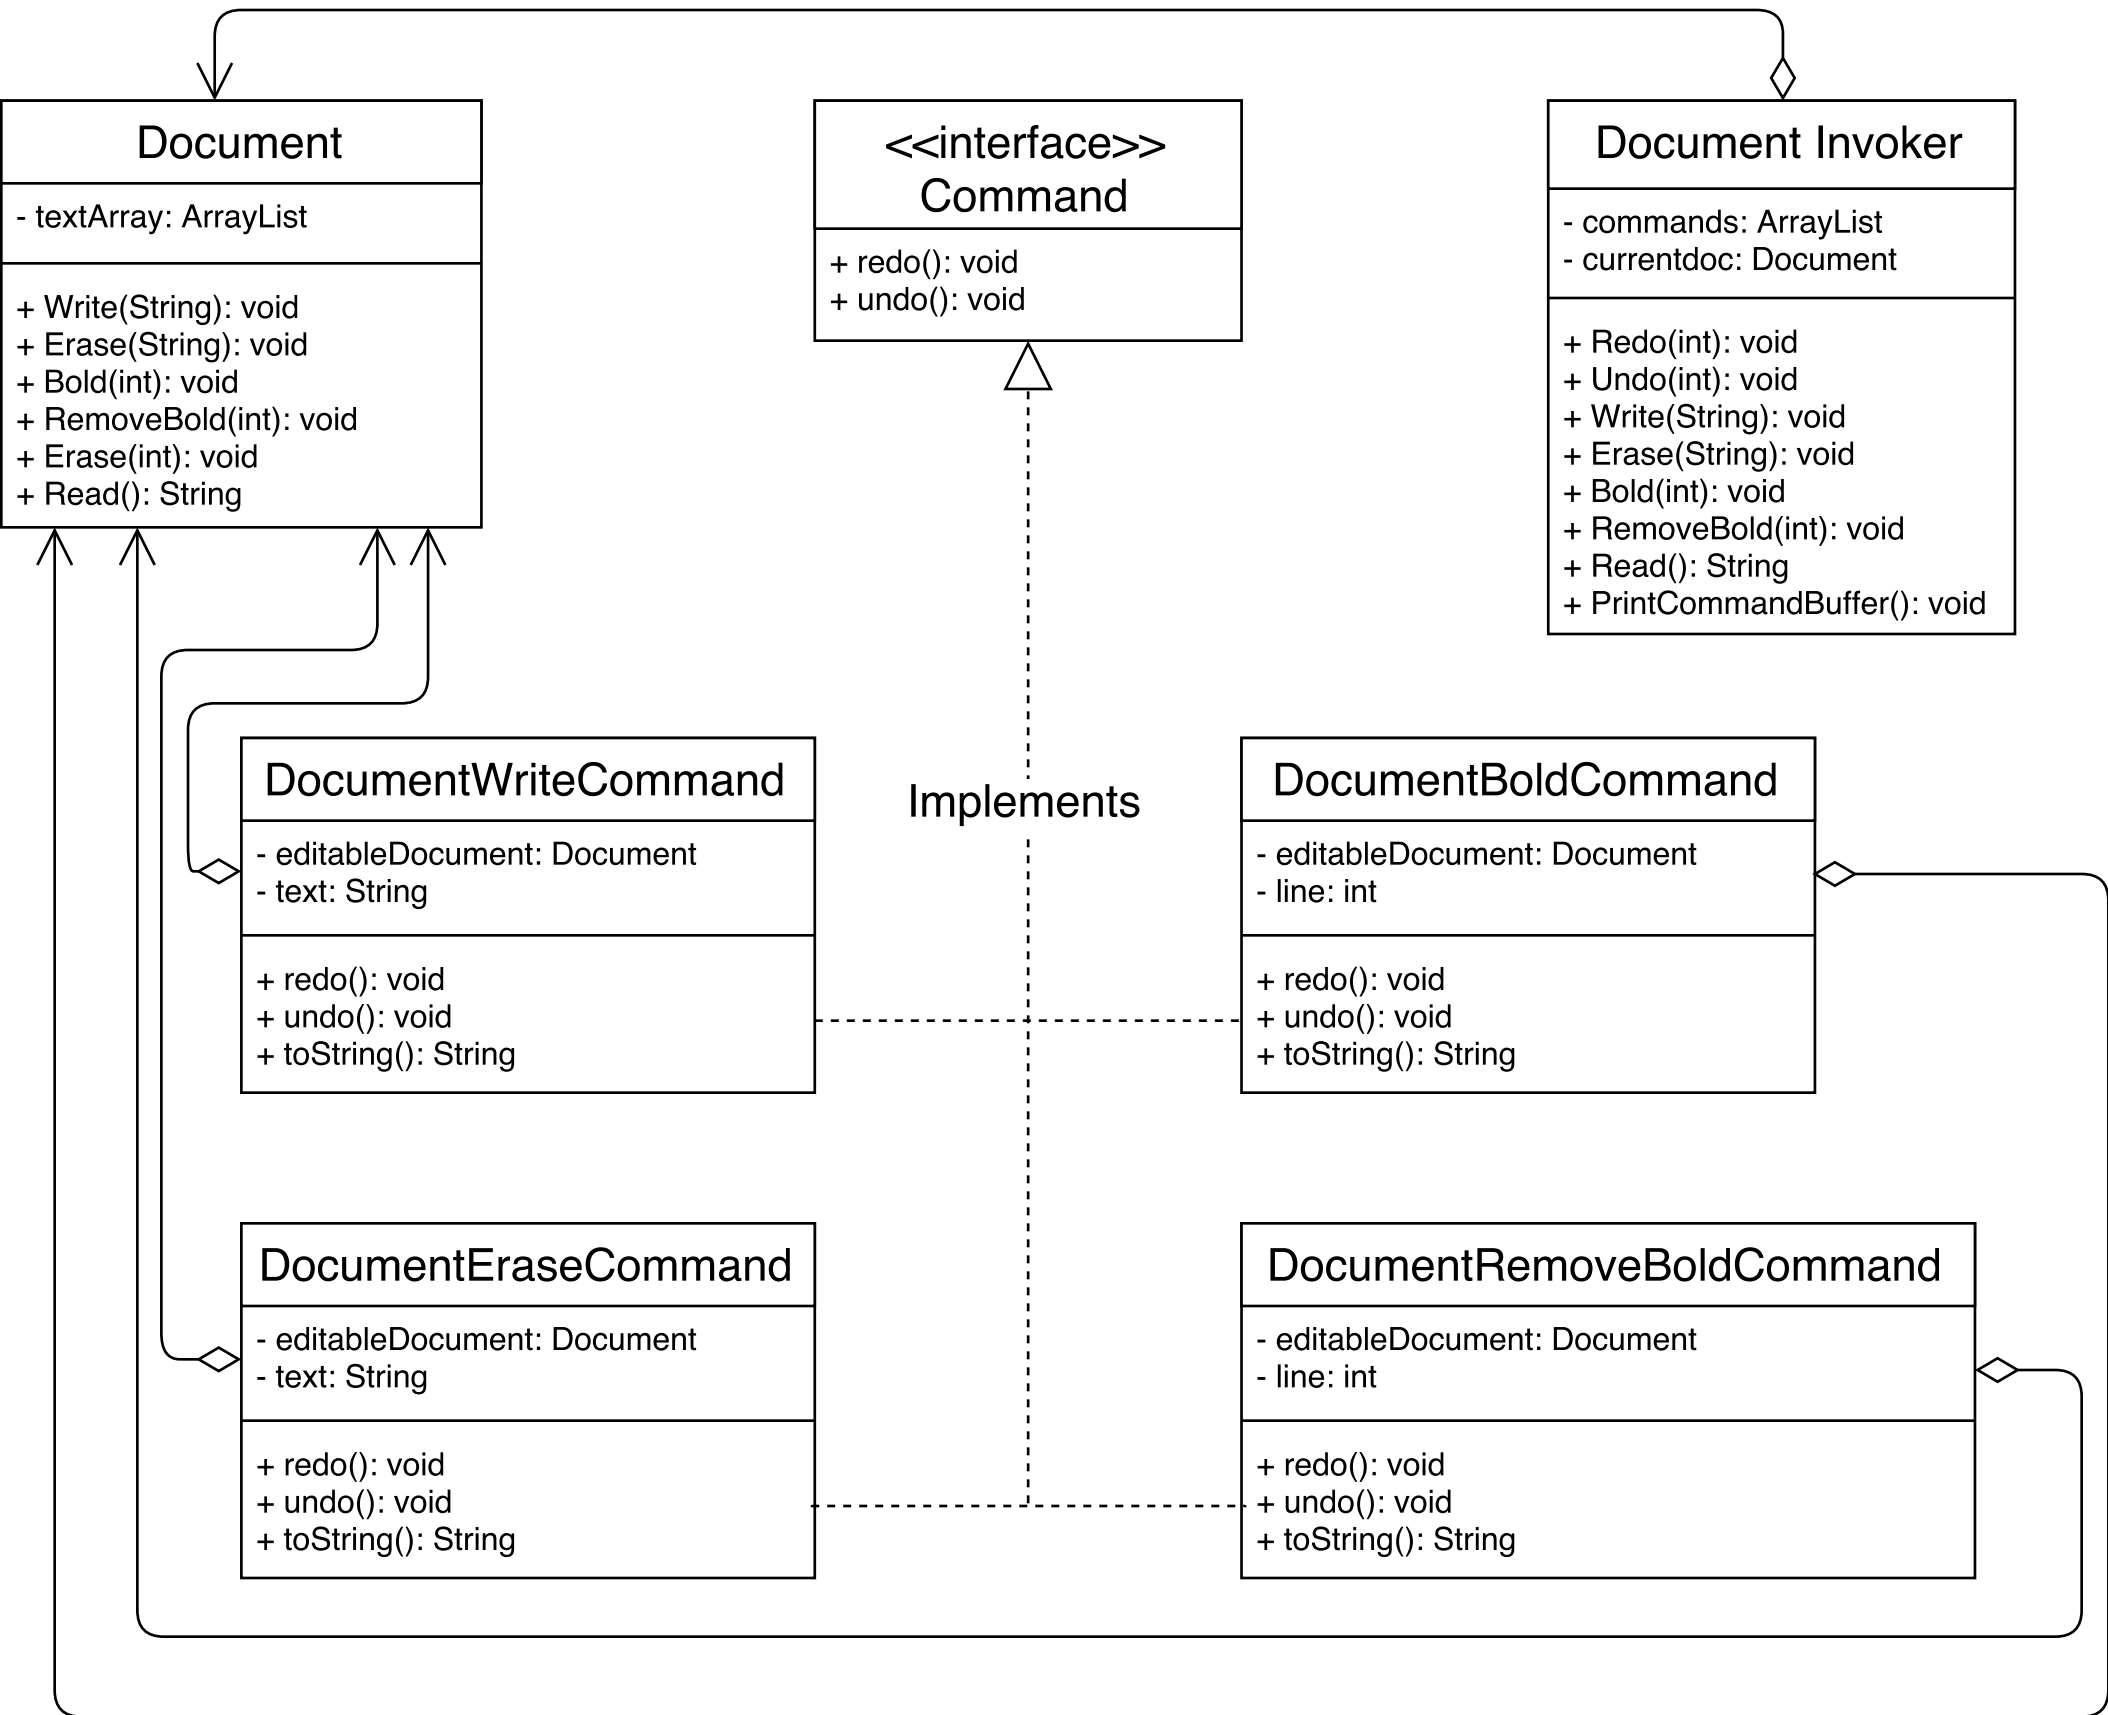 Document
- textArray: ArrayList
+ Write(String): void
+ Erase(String): void
+ Bold(int): void
+ RemoveBold(int): void
+ Erase(int): void
+ Read(): String
<<interface>>
Command
+ redo(): void
+ undo(): void
Document Invoker
- commands: ArrayList
- currentdoc: Document
+ Redo(int): void
+ Undo(int): void
+ Write(String): void
+ Erase(String): void
+ Bold(int): void
+ RemoveBold(int): void
+ Read(): String
+ PrintCommandBuffer(): void
DocumentWriteCommand
- editableDocument: Document
- text: String
+ redo(): void
+ undo(): void
+ toString(): String
Implements
DocumentBoldCommand
- editableDocument: Document
- line: int
+ redo(): void
+ undo(): void
+ toString(): String
DocumentEraseCommand
- editableDocument: Document
- text: String
+ redo(): void
+ undo(): void
+ toString(): String
DocumentRemoveBoldCommand
- editableDocument: Document
- line: int
+ redo(): void
+ undo(): void
+ toString(): String